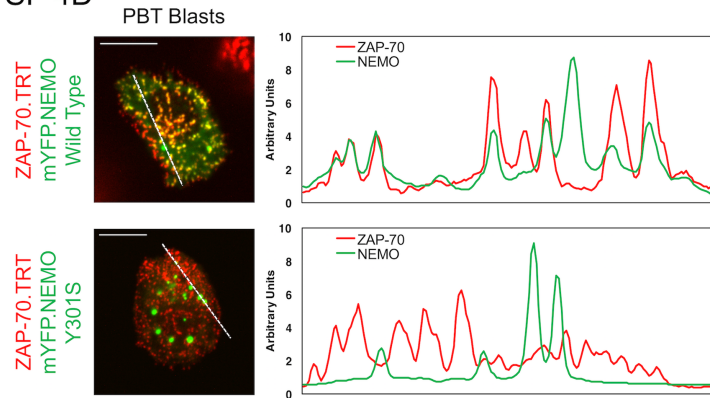 PBT Blasts
ZAP-70.TRT
mYFP.NEMO
Wild Type
Arbitrary Units
10
8
6
4
2
0
ZAP-70
NEMO
ZAP-70.TRT
mYFP.NEMO
Y301S
Arbitrary Units
10
8
6
4
2
0
ZAP-70
NEMO